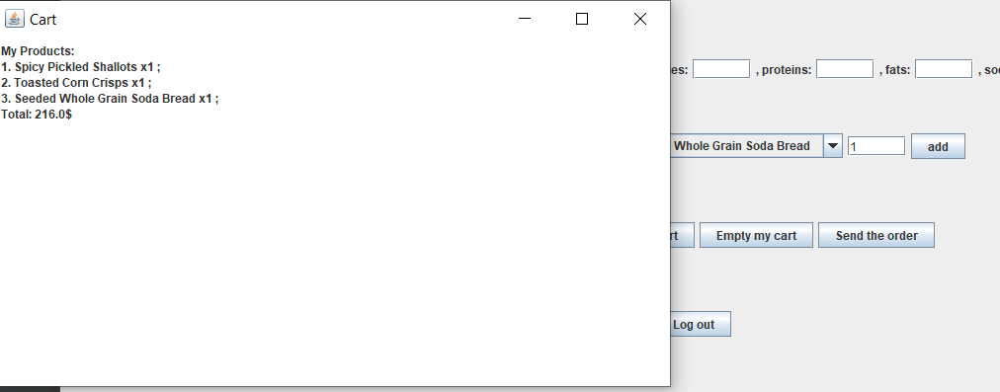 Cart
My Products:
1. Spicy Pickled Shallots x1 ;
2. Toasted Corn Crisps x1 ;
3. Seeded Whole Grain Soda Bread x1 ;
Total: 216.0$
es: , proteins: , fats: , so
Whole Grain Soda Bread 1 add
rt Empty my cart Send the order
Log out